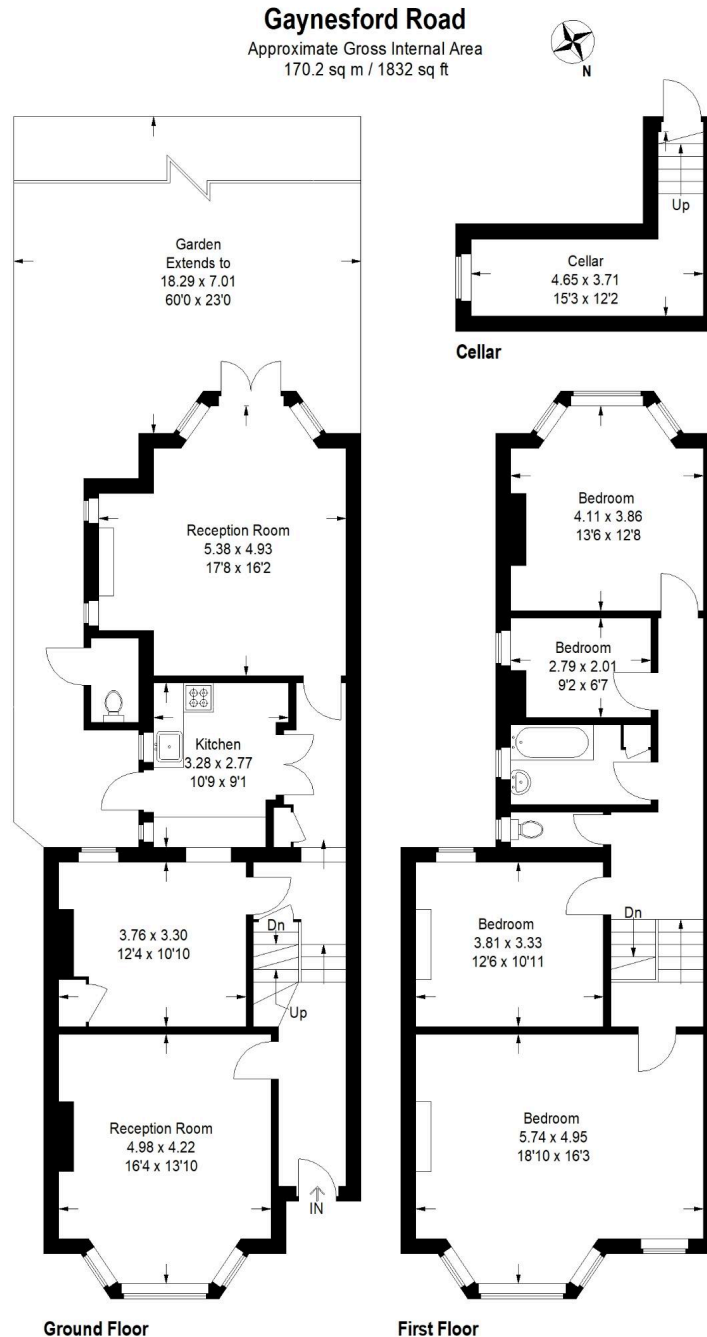 Gaynesford Road
Approximate Gross Internal Area
170.2 sq m / 1832 sq ft
N
Garden
Extends to
18.29 x 7.01
60'0 x 23'0
Up
Cellar
4.65 x 3.71
15'3 x 12'2
Cellar
Reception Room
5.38 x 4.93
17'8 x 16'2
Bedroom
4.11 x 3.86
13'6 x 12'8
Bedroom
2.79 x 2.01
9'2 x 6'7
Kitchen
3.28 x 2.77
10'9 x 9'1
3.76 x 3.30
12'4 x 10'10
Dn
Up
Bedroom
3.81 x 3.33
12'6 x 10'11
Dn
Reception Room
4.98 x 4.22
16'4 x 13'10
IN
Bedroom
5.74 x 4.95
18'10 x 16'3
Ground Floor
First Floor